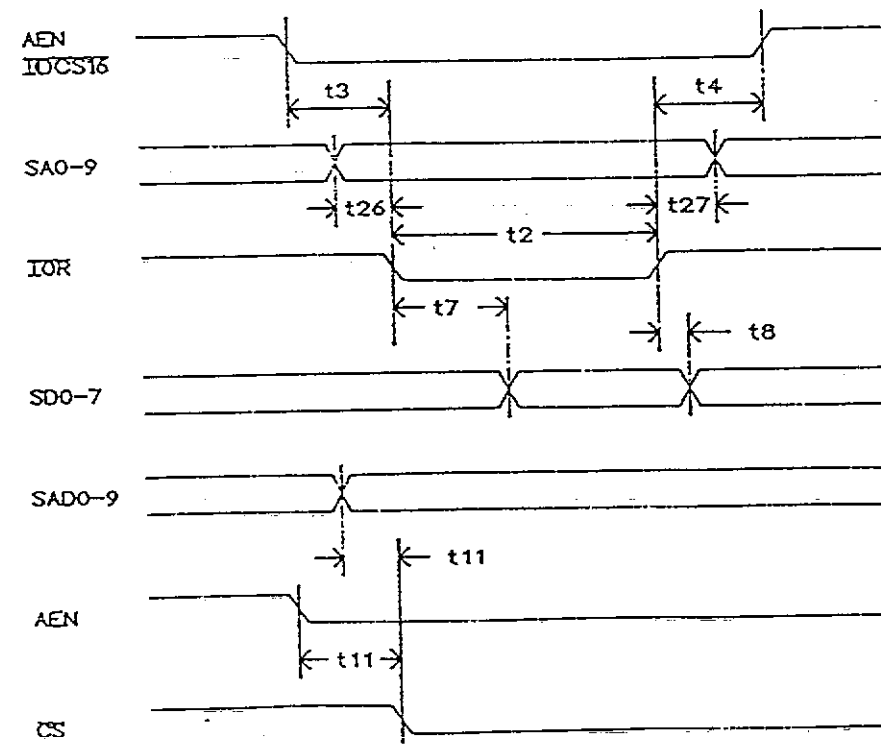 AEN
IOCS16
t3
t4
SA0-9
t26
t27
t2
IOR
t7
t8
SD0-7
SAD0-9
t11
AEN
t11
CS